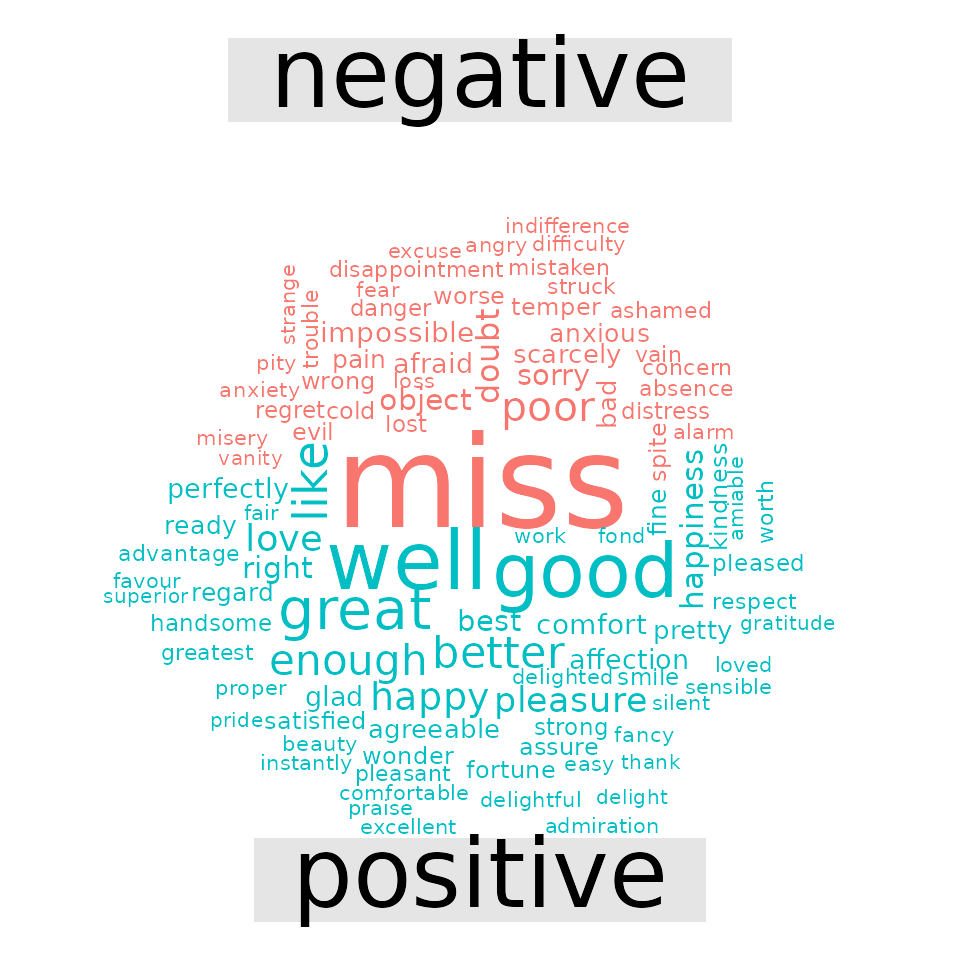 negative
indifference
excuse angry difficulty
disappointment mistaken
strange fear struck
trouble danger worse temper ashamed
impossible doubt anxious
pity pain afraid scarcely vain
anxiety wrong loss sorry concern
regret cold object poor bad absence
distress
misery evil lost alarm
vanity miss spite
perfectly like happiness kindness amiable
ready fair fine worth
advantage love well work fond
favour right good pleased
superior regard great respect
handsome best comfort pretty gratitude
greatest enough better affection loved
proper glad happy delighted smile sensible
pleasure silent
pride satisfied agreeable strong fancy
beauty wonder assure
instantly pleasant fortune easy thank
comfortable delightful delight
praise
excellent admiration
positive